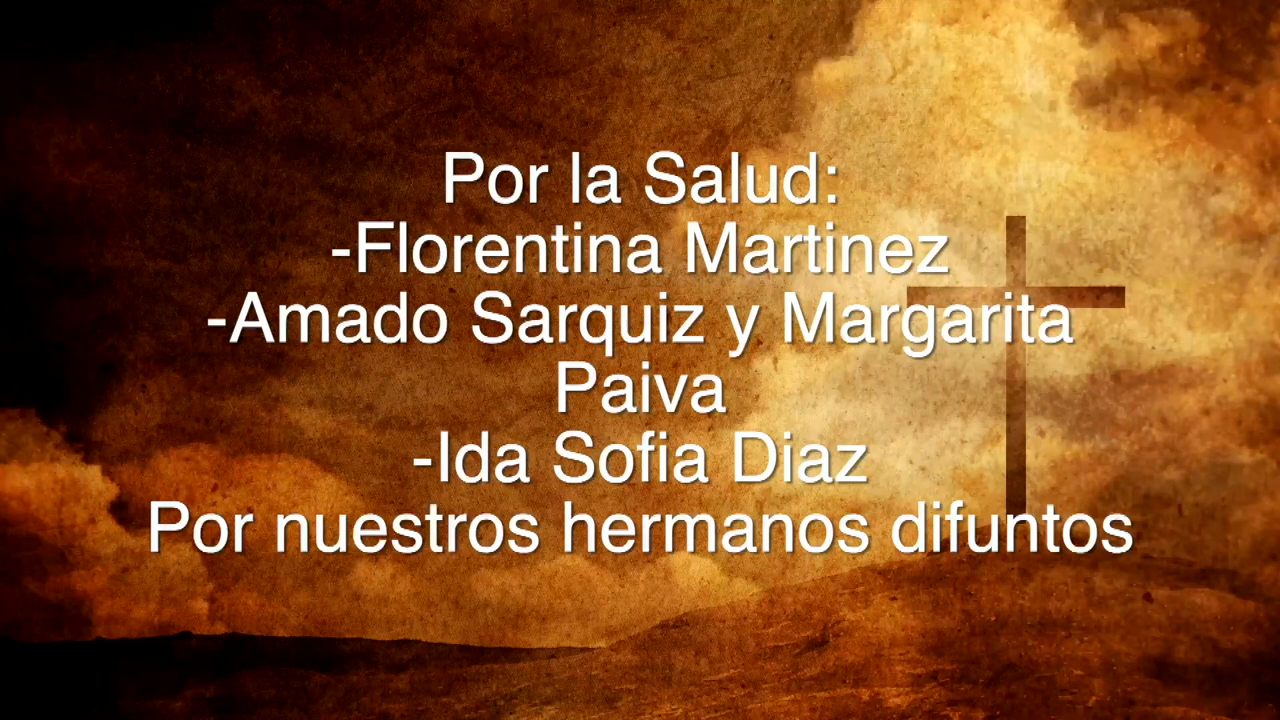 Por la Salud:
-Florentina Martinez
-Amado Sarquiz y Margarita
Paiva
-Ida Sofia Diaz
Por nuestros hermanos difuntos